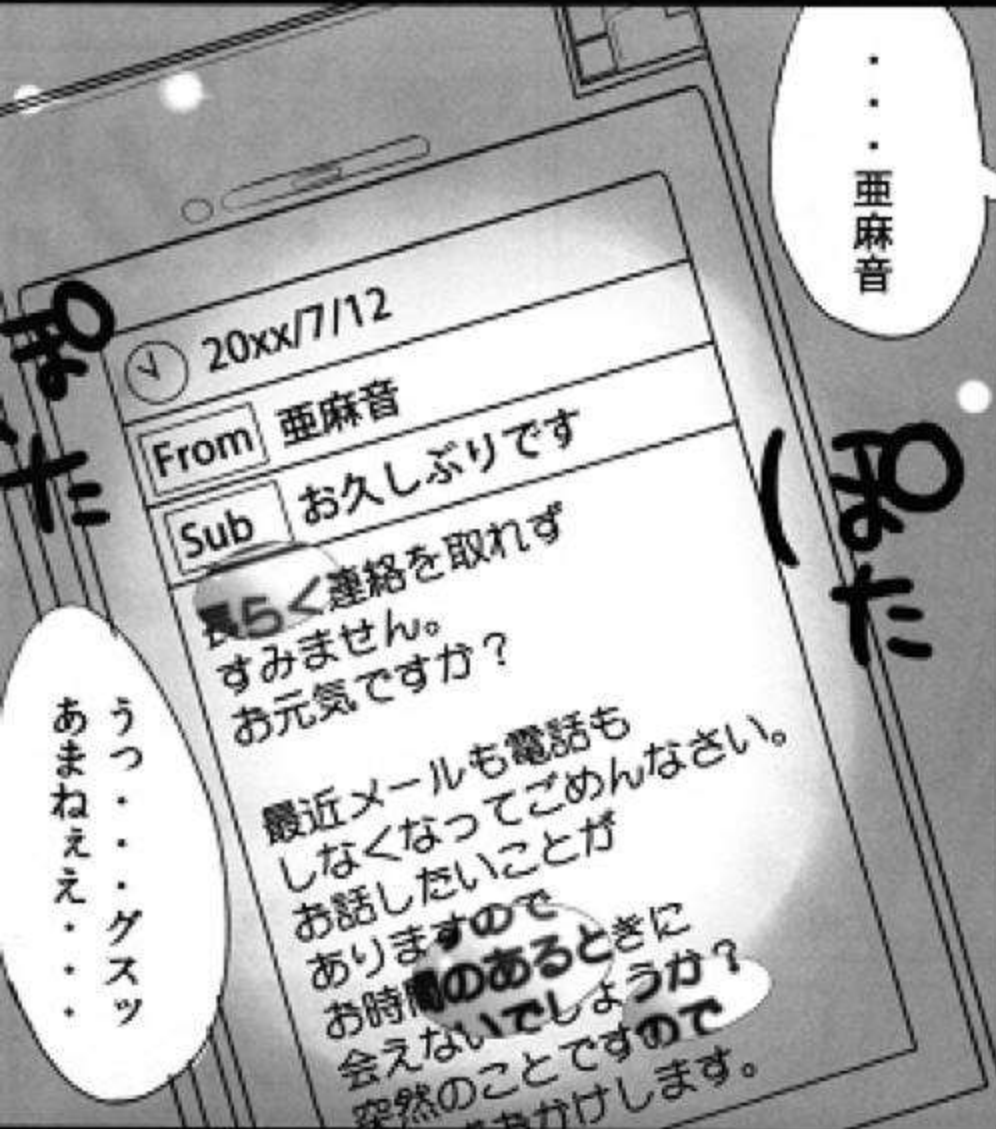 ・・・亜麻音
20xx/7/12
From 亜麻音
Sub お久しぶりです
長らく連絡を取れず
すみません。
お元気ですか？
最近メールも電話も
しなくなってごめんなさい。
お話したいことが
ありますので
お時間のあるときに
会えないでしょうか？
突然のことですので
おかけします。
ぽた
ぽた
うっ・・・グスッ
あまねぇえ・・・